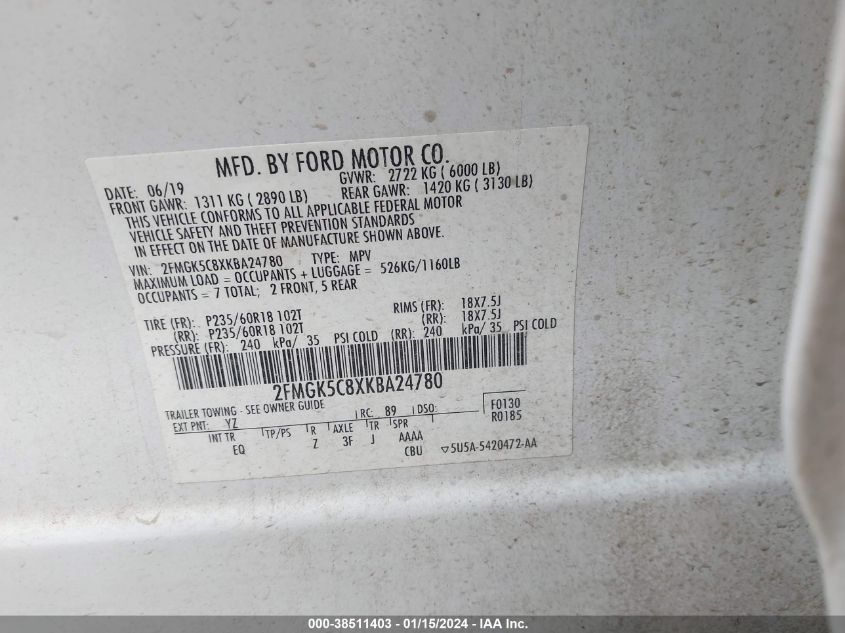 MFD. BY FORD MOTOR CO.
DATE: 06/19 GVWR: 2722 KG ( 6000 LB)
FRONT GAWR: 1311 KG ( 2890 LB) REAR GAWR: 1420 KG ( 3130 LB)
THIS VEHICLE CONFORMS TO ALL APPLICABLE FEDERAL MOTOR
VEHICLE SAFETY AND THEFT PREVENTION STANDARDS
IN EFFECT ON THE DATE OF MANUFACTURE SHOWN ABOVE.
VIN: 2FMGK5C8XKBA24780 TYPE: MPV
MAXIMUM LOAD = OCCUPANTS + LUGGAGE = 526KG/1160LB
OCCUPANTS = 7 TOTAL; 2 FRONT, 5 REAR
TIRE (FR): P235/60R18 102T RIMS (FR): 18X7.5J
(RR): P235/60R18 102T (RR): 18X7.5J
PRESSURE (FR): 240 kPa/ 35 PSI COLD (RR): 240 kPa/ 35 PSI COLD
2FMGK5C8XKBA24780
TRAILER TOWING - SEE OWNER GUIDE
EXT PNT: YZ RC: 89 DSO: F0130
INT TR TP/PS R AXLE TR SPR R0185
EQ Z 3F J AAAA
CBU 5U5A-5420472-AA
000-38511403 - 01/15/2024 - IAA Inc.